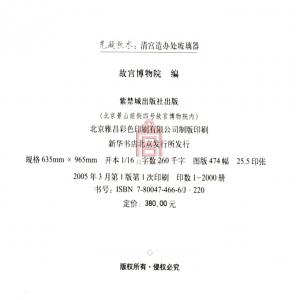 光凝秋水：清宫造办处玻璃器
故宫博物院　编
紫禁城出版社出版
（北京景山前街四号故宫博物院内）
北京雅昌彩色印刷有限公司制版印刷
新华书店北京发行所发行
规格 635mm×965mm　开本 1/16　字数 260 千字　图版 474 幅　25.5 印张
2005 年 3 月第 1 版第 1 次印刷　印数 1-2000 册
书号：ISBN 7-80047-466-6/J·220
定价：380.00元
版权所有·侵权必究